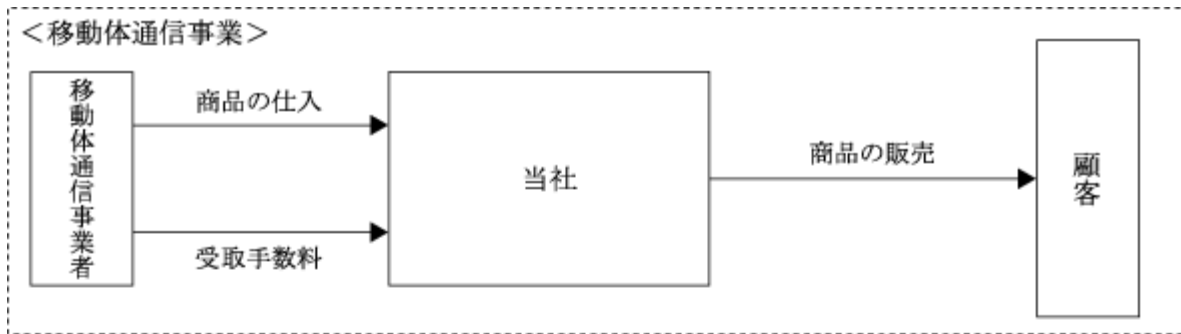 ＜移動体通信事業＞
移動体通信事業者
商品の仕入
受取手数料
当社
商品の販売
顧客